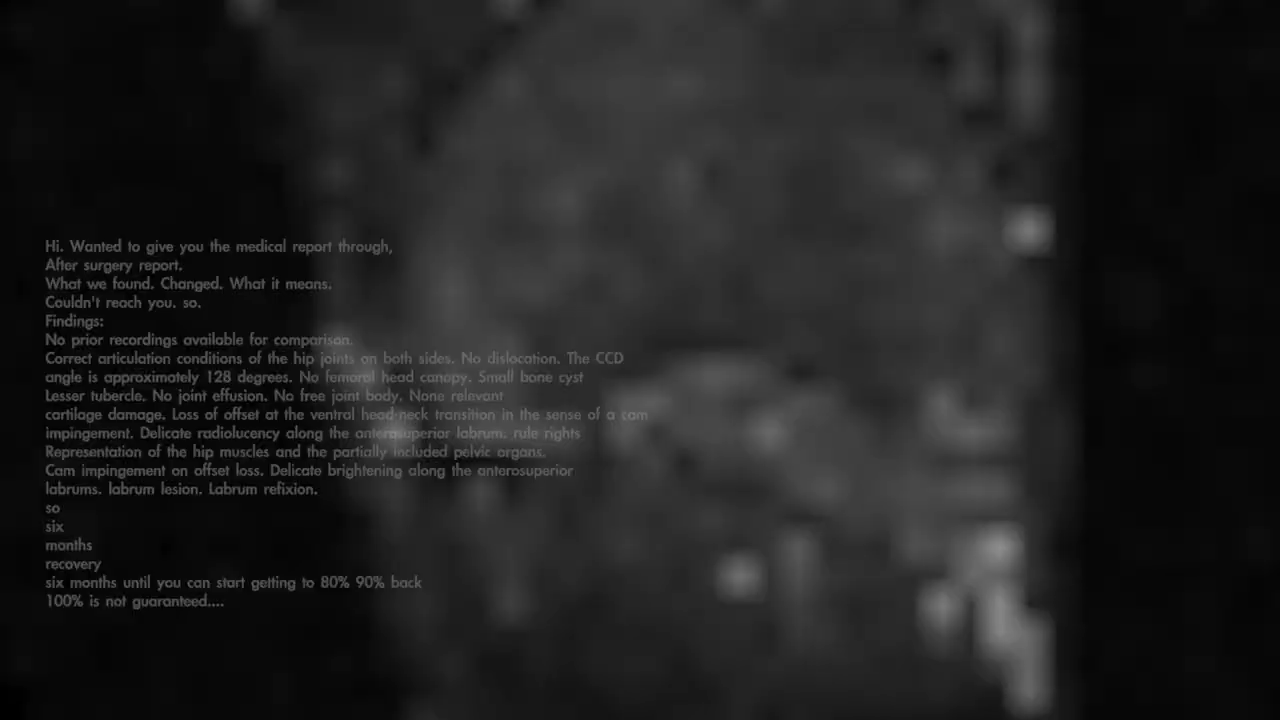 Hi. Wanted to give you the medical report through,
After surgery report.
What we found. Changed. What it means.
Couldn't reach you. so.
Findings:
No prior recordings available for comparison.
Correct articulation conditions of the hip joints on both sides. No dislocation. The CCD
angle is approximately 128 degrees. No femoral head canopy. Small bone cyst
Lesser tubercle. No joint effusion. No free joint body. None relevant
cartilage damage. Loss of offset at the ventral head-neck transition in the sense of a cam
impingement. Delicate radiolucency along the anterosuperior labrum. rule rights
Representation of the hip muscles and the partially included pelvic organs.
Cam impingement on offset loss. Delicate brightening along the anterosuperior
labrums. labrum lesion. Labrum refixion.
so
six
months
recovery
six months until you can start getting to 80% 90% back
100% is not guaranteed....